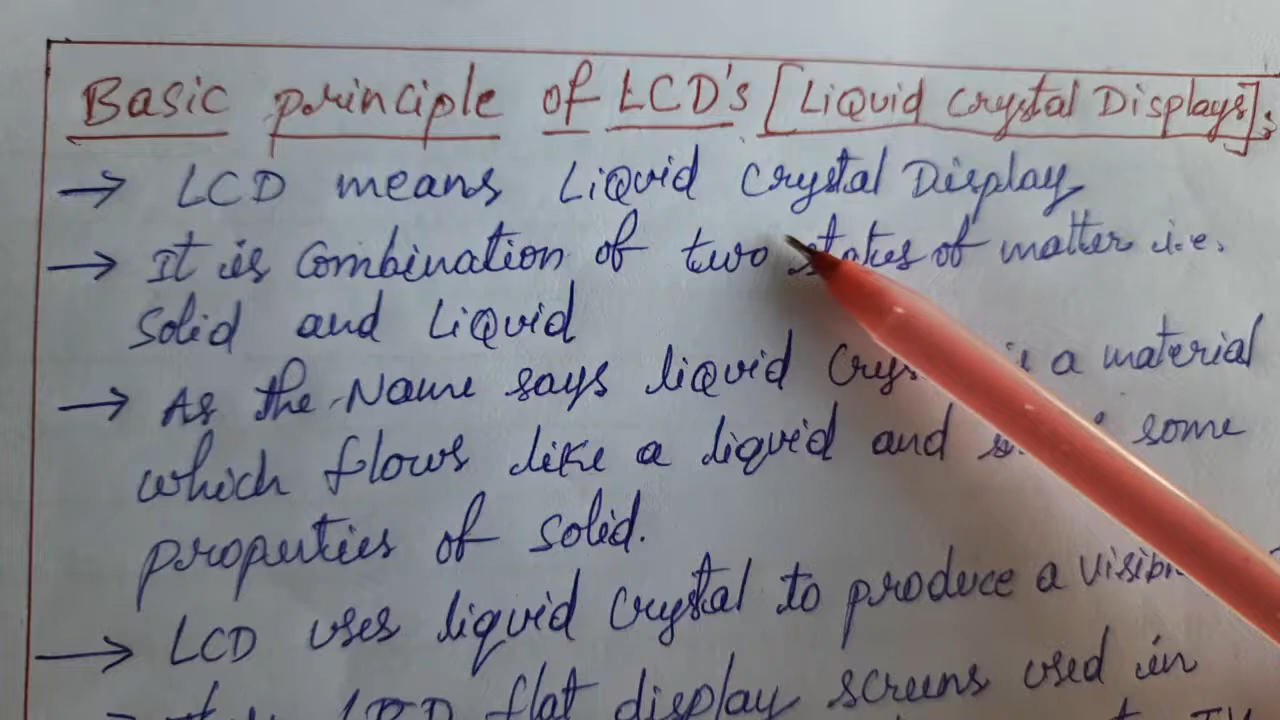 Basic principle of LCD's [Liquid Crystal Displays]:
→ LCD means Liquid Crystal Display
→ It is Combination of two states of matter i.e.
Solid and Liquid
→ As the Name says liquid a material
which flows like a liquid and some
properties of solid.
→ LCD uses liquid Crystal to produce a
flat display screens used in